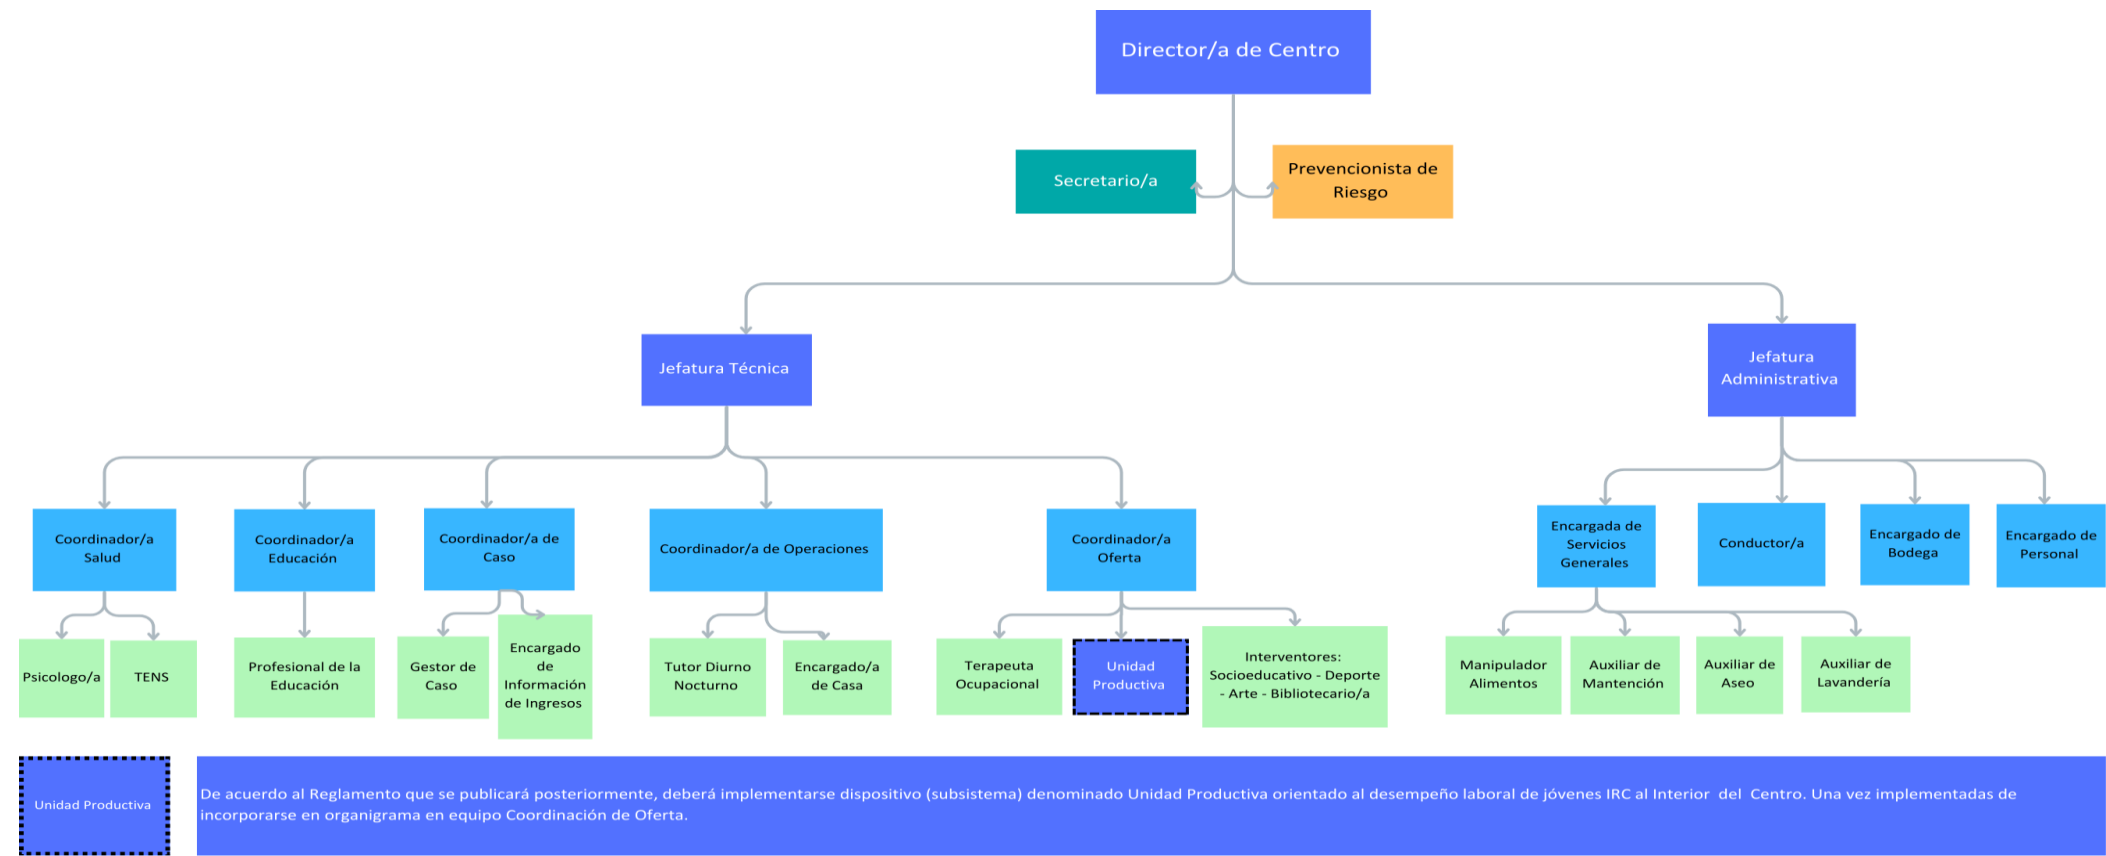 Director/a de Centro
Secretario/a
Prevencionista de
Riesgo
Jefatura Técnica
Jefatura
Administrativa
Coordinador/a
Salud
Coordinador/a
Educación
Coordinador/a de
Caso
Coordinador/a de Operaciones
Coordinador/a
Oferta
Encargada de
Servicios
Generales
Conductor/a
Encargado de
Bodega
Encargado de
Personal
Psicologo/a
TENS
Profesional de la
Educación
Gestor de
Caso
Encargado
de
Información
de Ingresos
Tutor Diurno
Nocturno
Encargado/a
de Casa
Terapeuta
Ocupacional
Unidad
Productiva
Interventores:
Socioeducativo - Deporte
- Arte - Bibliotecario/a
Manipulador
Alimentos
Auxiliar de
Mantención
Auxiliar de
Aseo
Auxiliar de
Lavandería
Unidad Productiva
De acuerdo al Reglamento que se publicará posteriormente, deberá implementarse dispositivo (subsistema) denominado Unidad Productiva orientado al desempeño laboral de jóvenes IRC al Interior del Centro. Una vez implementadas de
incorporarse en organigrama en equipo Coordinación de Oferta.